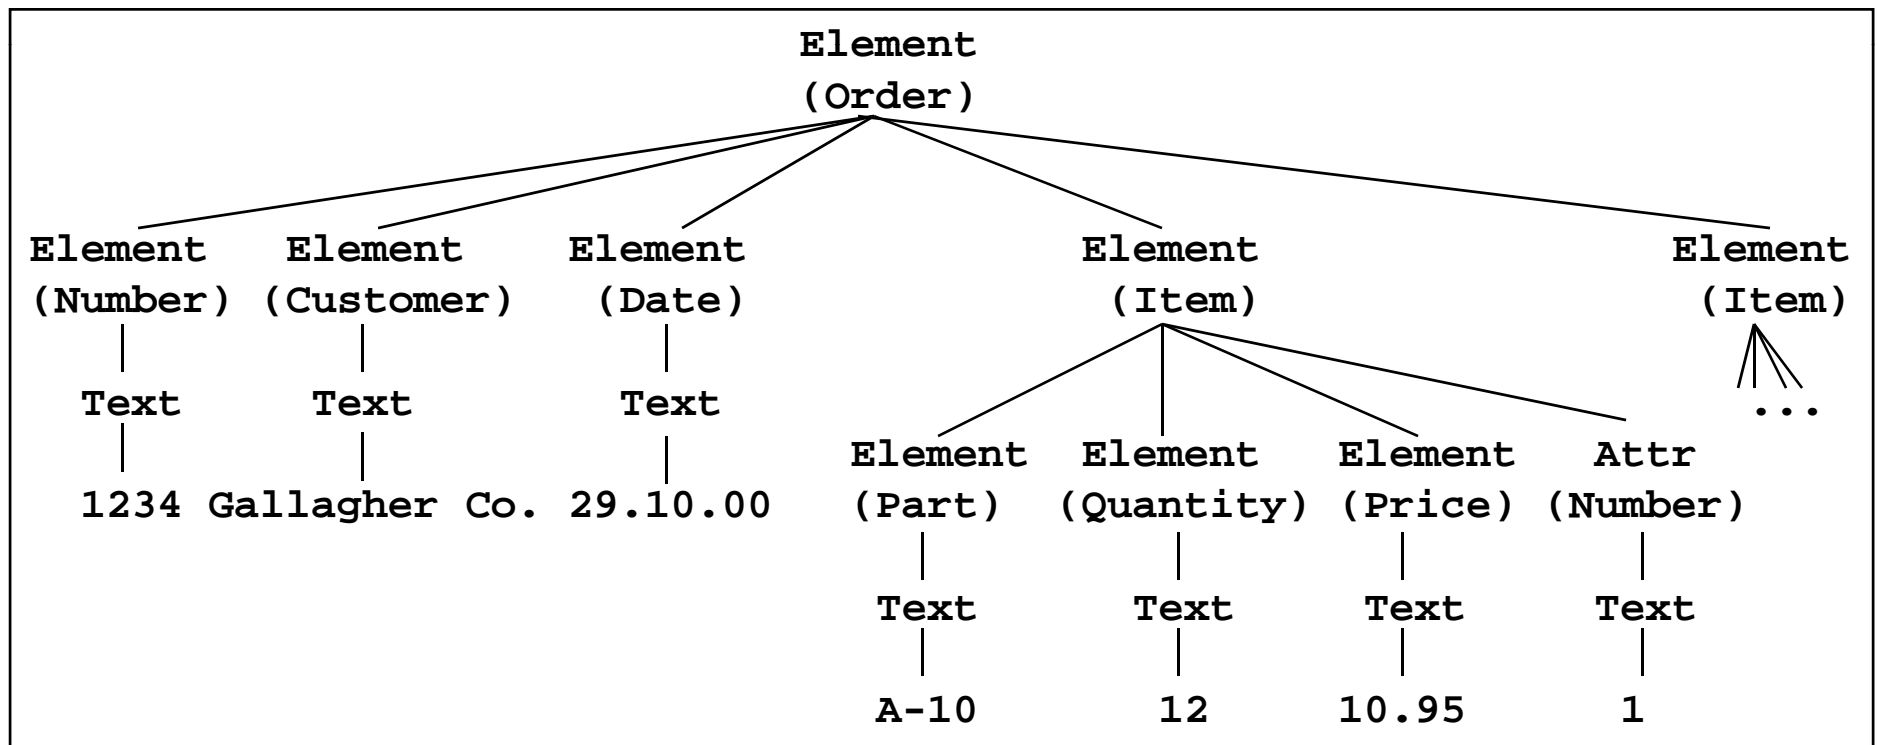 Element
(Order)
Element Element Element Element Element
(Number) (Customer) (Date) (Item) (Item)
Text Text Text ...
Element Element Element Attr
1234 Gallagher Co. 29.10.00 (Part) (Quantity) (Price) (Number)
Text Text Text Text
A-10 12 10.95 1